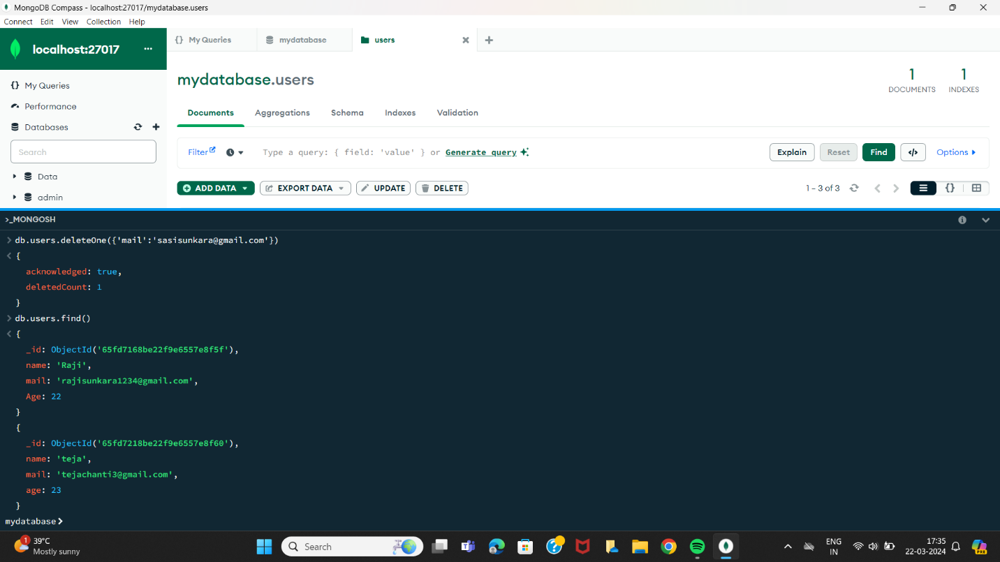 MongoDB Compass - localhost:27017/mydatabase.users
Connect Edit View Collection Help
localhost:27017 ...
{} My Queries mydatabase users
{} My Queries
Performance
Databases
Search
Data
admin
mydatabase.users
1 DOCUMENTS 1 INDEXES
Documents Aggregations Schema Indexes Validation
Filter Type a query: { field: 'value' } or Generate query Explain Reset Find </> Options
ADD DATA EXPORT DATA UPDATE DELETE 1 – 3 of 3 {}
>_MONGOSH
> db.users.deleteOne({'mail':'sasisunkara@gmail.com'})
< {
acknowledged: true,
deletedCount: 1
}
> db.users.find()
< {
_id: ObjectId('65fd7168be22f9e6557e8f5f'),
name: 'Raji',
mail: 'rajisunkara1234@gmail.com',
Age: 22
}
{
_id: ObjectId('65fd7218be22f9e6557e8f60'),
name: 'teja',
mail: 'tejachanti3@gmail.com',
age: 23
}
mydatabase>
1 39°C
Mostly sunny
Search
ENG
IN
17:35
22-03-2024
PRE